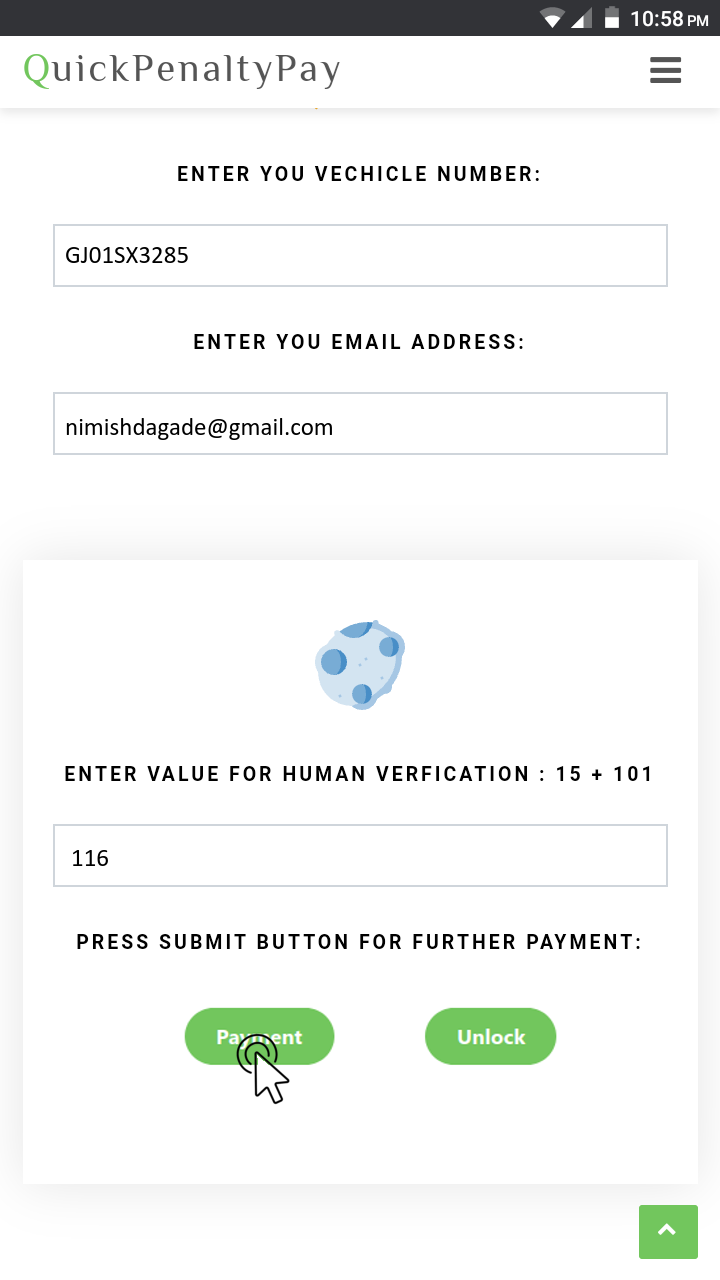 10:58 PM
QuickPenaltyPay
ENTER YOU VECHICLE NUMBER:
GJ01SX3285
ENTER YOU EMAIL ADDRESS:
nimishdagade@gmail.com
ENTER VALUE FOR HUMAN VERFICATION : 15 + 101
116
PRESS SUBMIT BUTTON FOR FURTHER PAYMENT:
Payment
Unlock